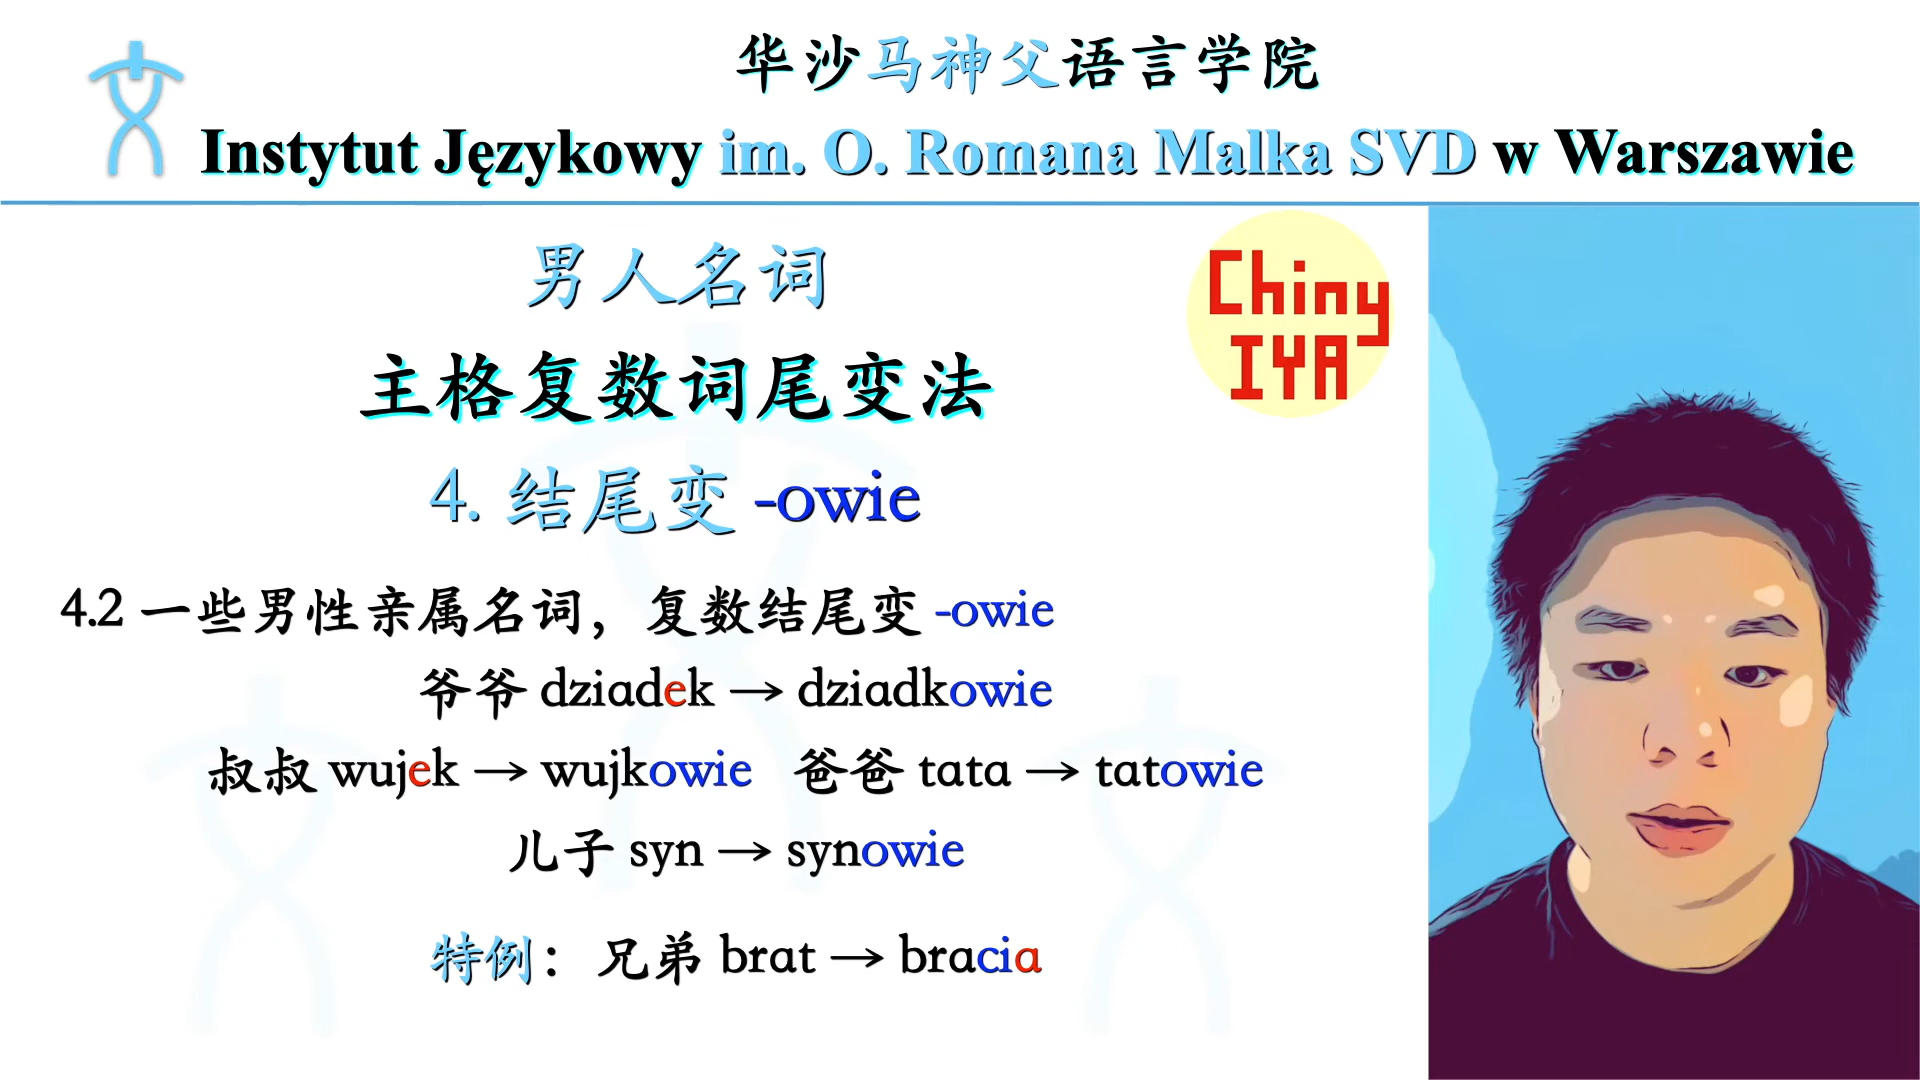 华沙马神父语言学院
Instytut Językowy im. O. Romana Malka SVD w Warszawie
男人名词
Chiny
IYA
主格复数词尾变法
4. 结尾变 -owie
4.2 一些男性亲属名词，复数结尾变 -owie
爷爷 dziadek → dziadkowie
叔叔 wujek → wujkowie 爸爸 tata → tatowie
儿子 syn → synowie
特例：兄弟 brat → bracia